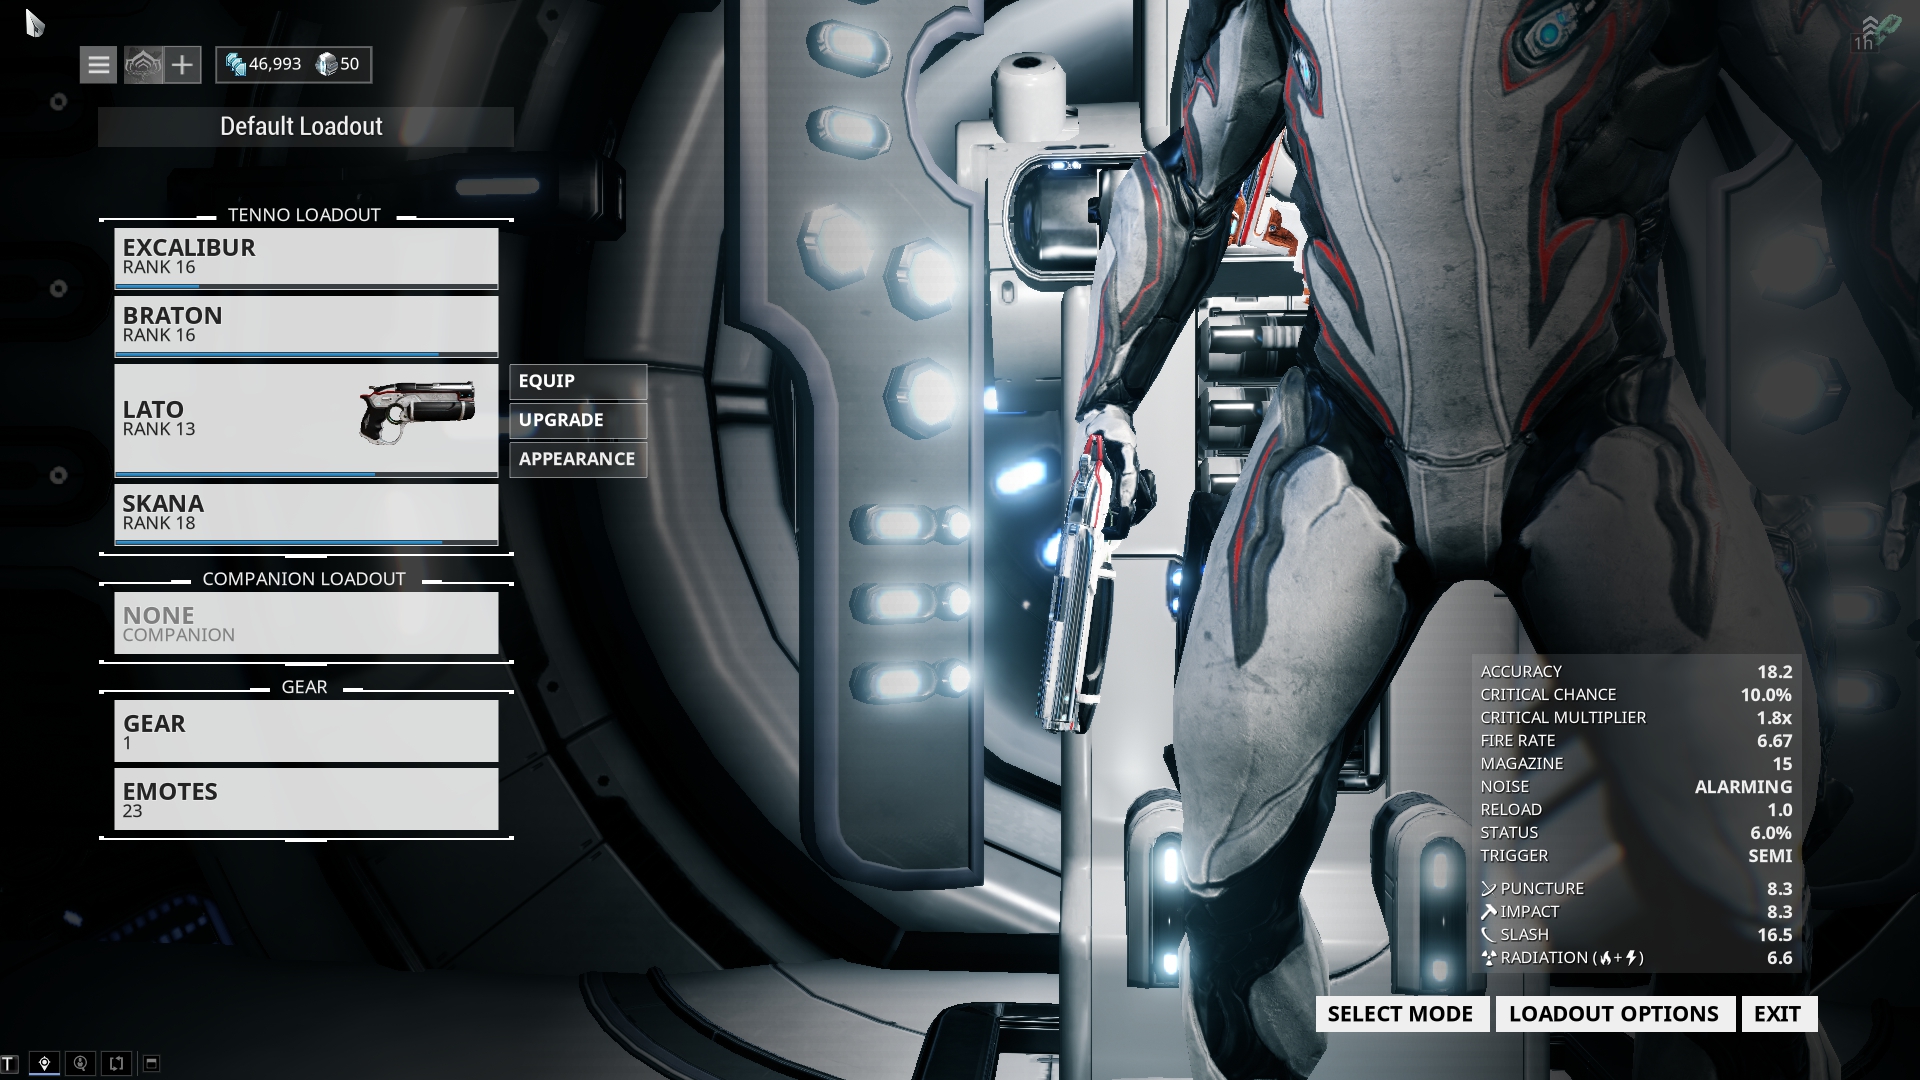 46,993 50
1h
Default Loadout
TENNO LOADOUT
EXCALIBUR
RANK 16
BRATON
RANK 16
LATO
RANK 13
EQUIP
UPGRADE
APPEARANCE
SKANA
RANK 18
COMPANION LOADOUT
NONE
COMPANION
GEAR
GEAR
1
EMOTES
23
ACCURACY 18.2
CRITICAL CHANCE 10.0%
CRITICAL MULTIPLIER 1.8x
FIRE RATE 6.67
MAGAZINE 15
NOISE ALARMING
RELOAD 1.0
STATUS 6.0%
TRIGGER SEMI
PUNCTURE 8.3
IMPACT 8.3
SLASH 16.5
RADIATION (+) 6.6
SELECT MODE LOADOUT OPTIONS EXIT
T